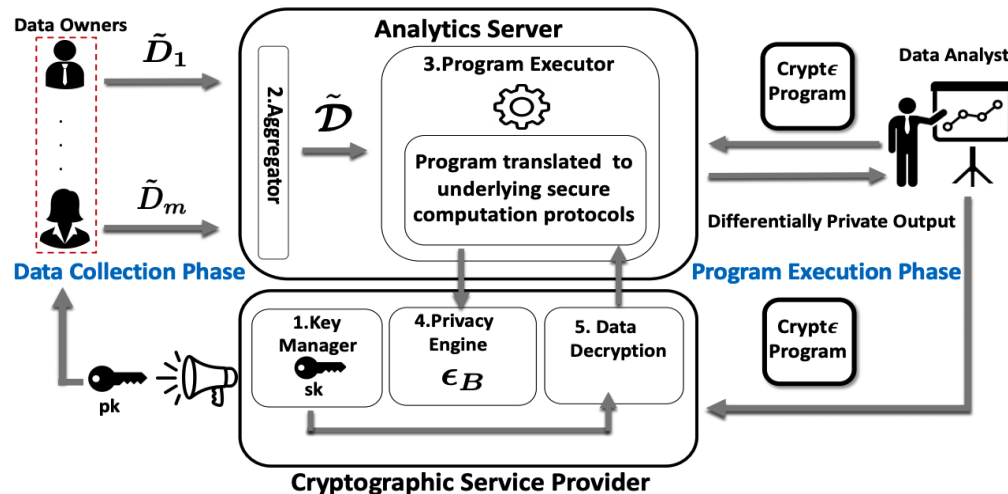 Data Owners
D̃₁
.
.
.
.
D̃ₘ
Data Collection Phase
pk
Analytics Server
2.Aggregator
𝒟̃
3.Program Executor
Program translated to
underlying secure
computation protocols
Cryptϵ
Program
Data Analyst
Differentially Private Output
Program Execution Phase
Cryptϵ
Program
1.Key
Manager
sk
4.Privacy
Engine
ϵ_B
5. Data
Decryption
Cryptographic Service Provider